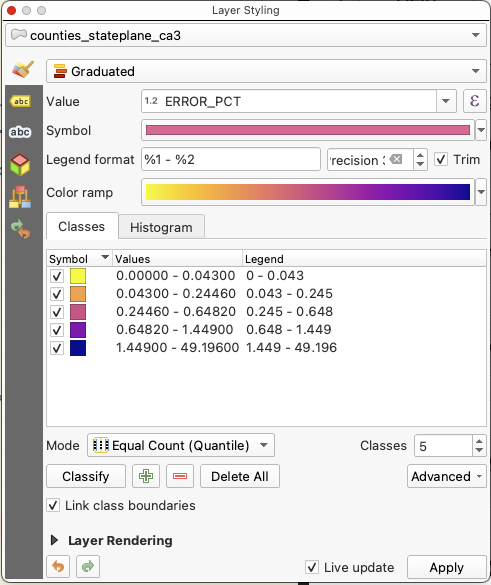 Layer Styling
counties_stateplane_ca3
Graduated
abc
Value 1.2 ERROR_PCT ε
abc
Symbol
Legend format %1 - %2 Trim
Color ramp
Classes Histogram
Symbol Values Legend
0.00000 - 0.04300 0 - 0.043
0.04300 - 0.24460 0.043 - 0.245
0.24460 - 0.64820 0.245 - 0.648
0.64820 - 1.44900 0.648 - 1.449
1.44900 - 49.19600 1.449 - 49.196
Mode Equal Count (Quantile) Classes 5
Classify Delete All Advanced
Link class boundaries
Layer Rendering
Live update Apply